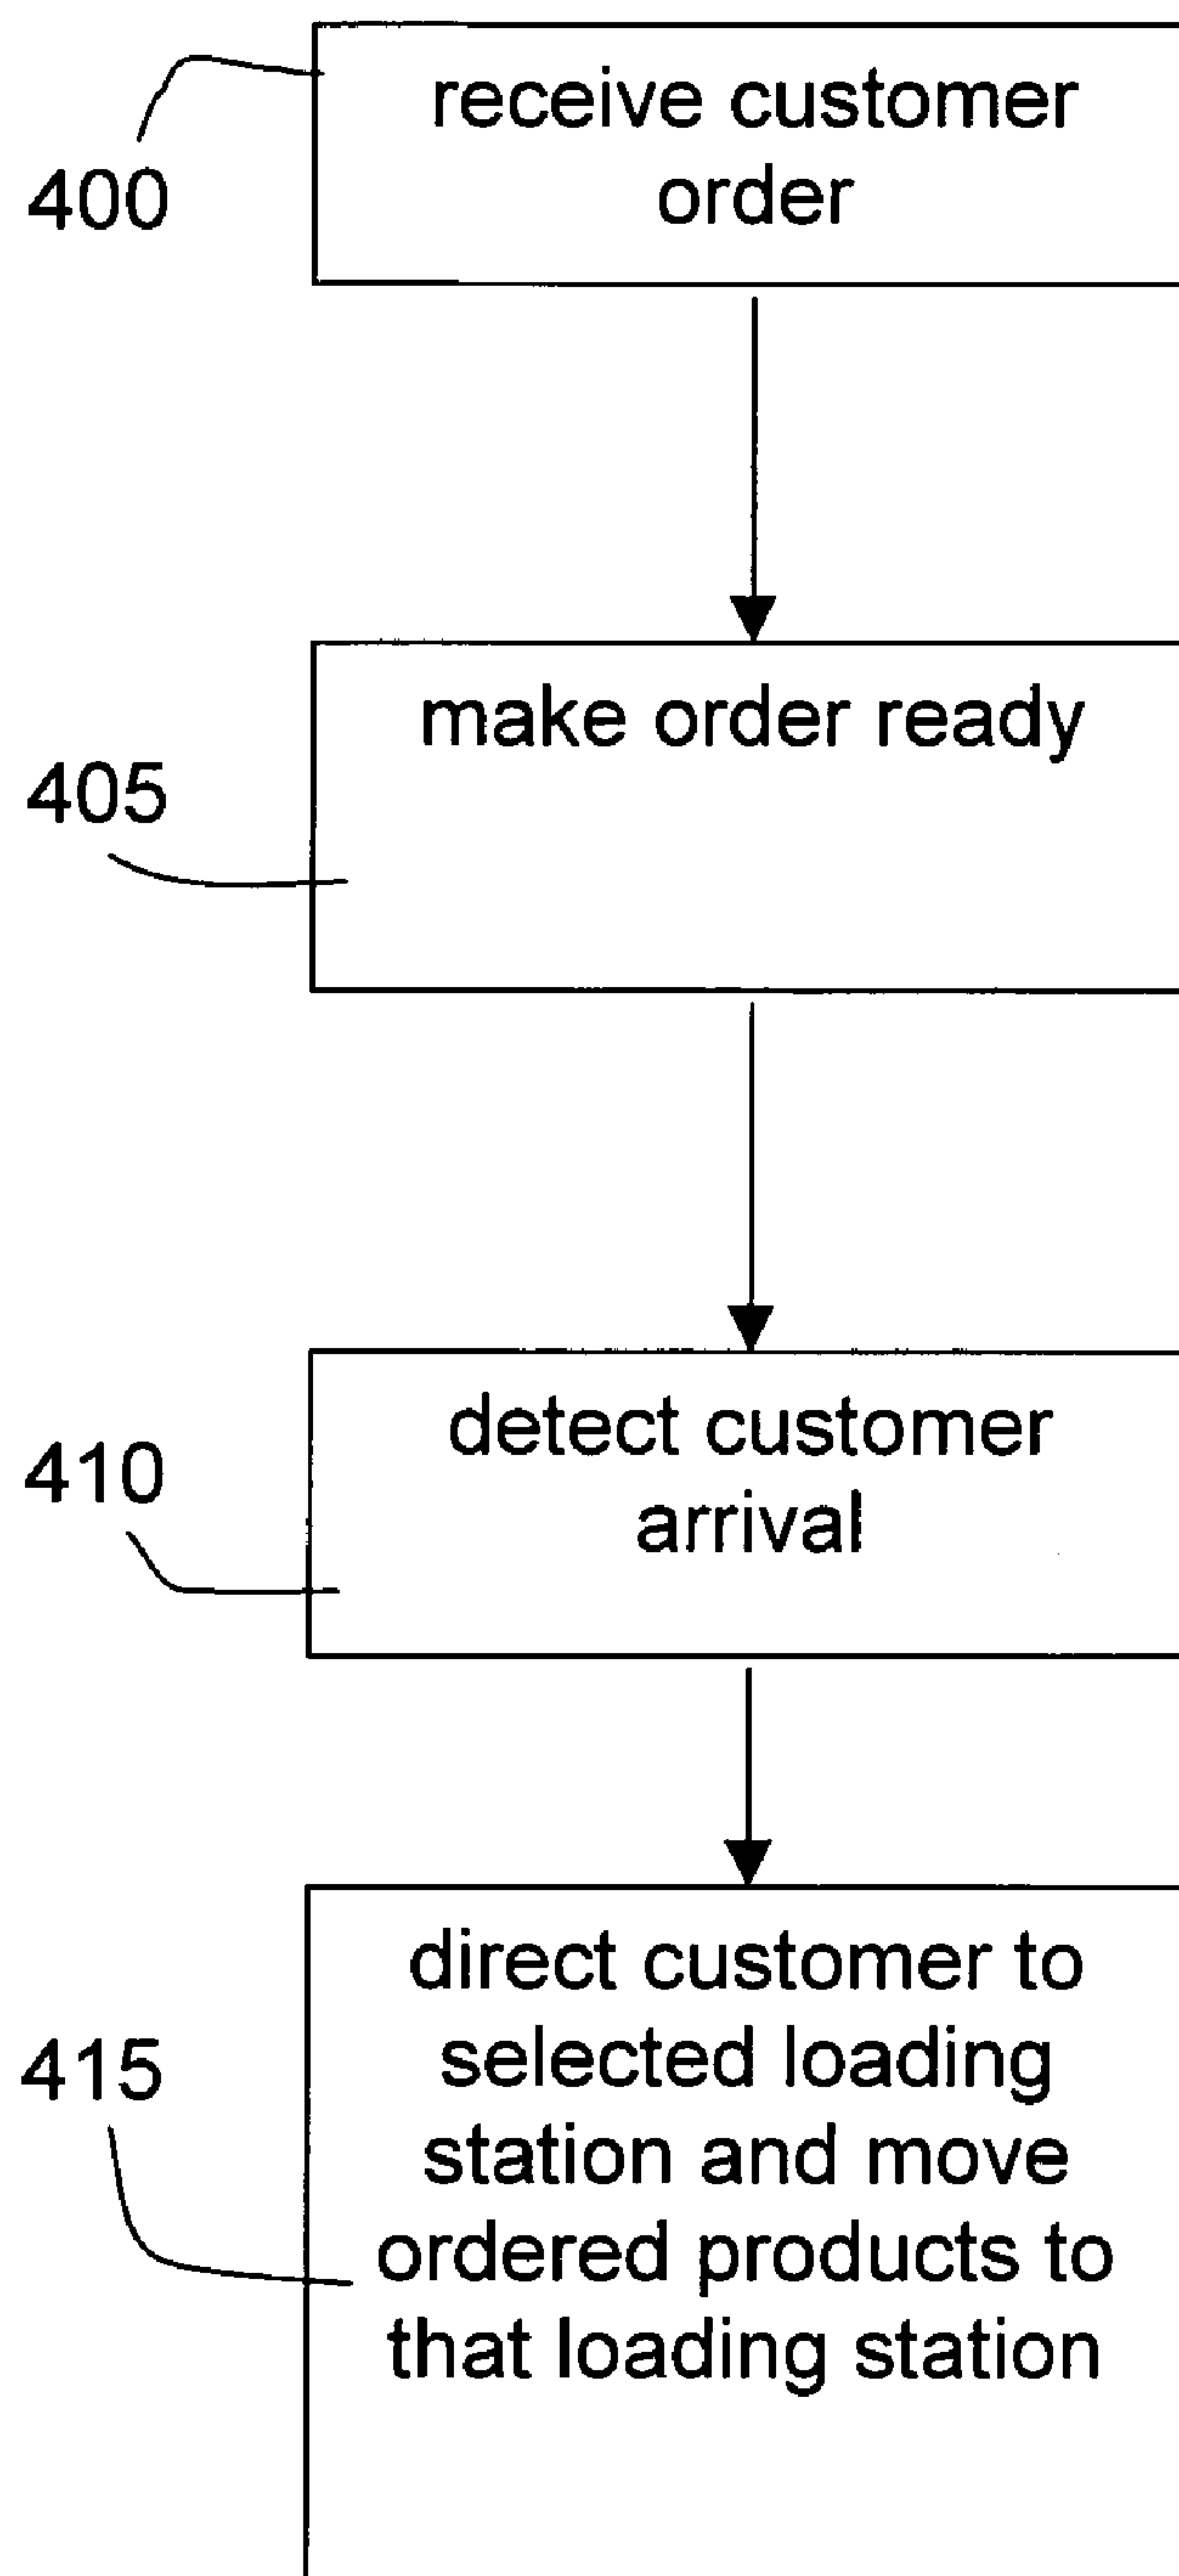 400
receive customer
order
405
make order ready
410
detect customer
arrival
415
direct customer to
selected loading
station and move
ordered products to
that loading station